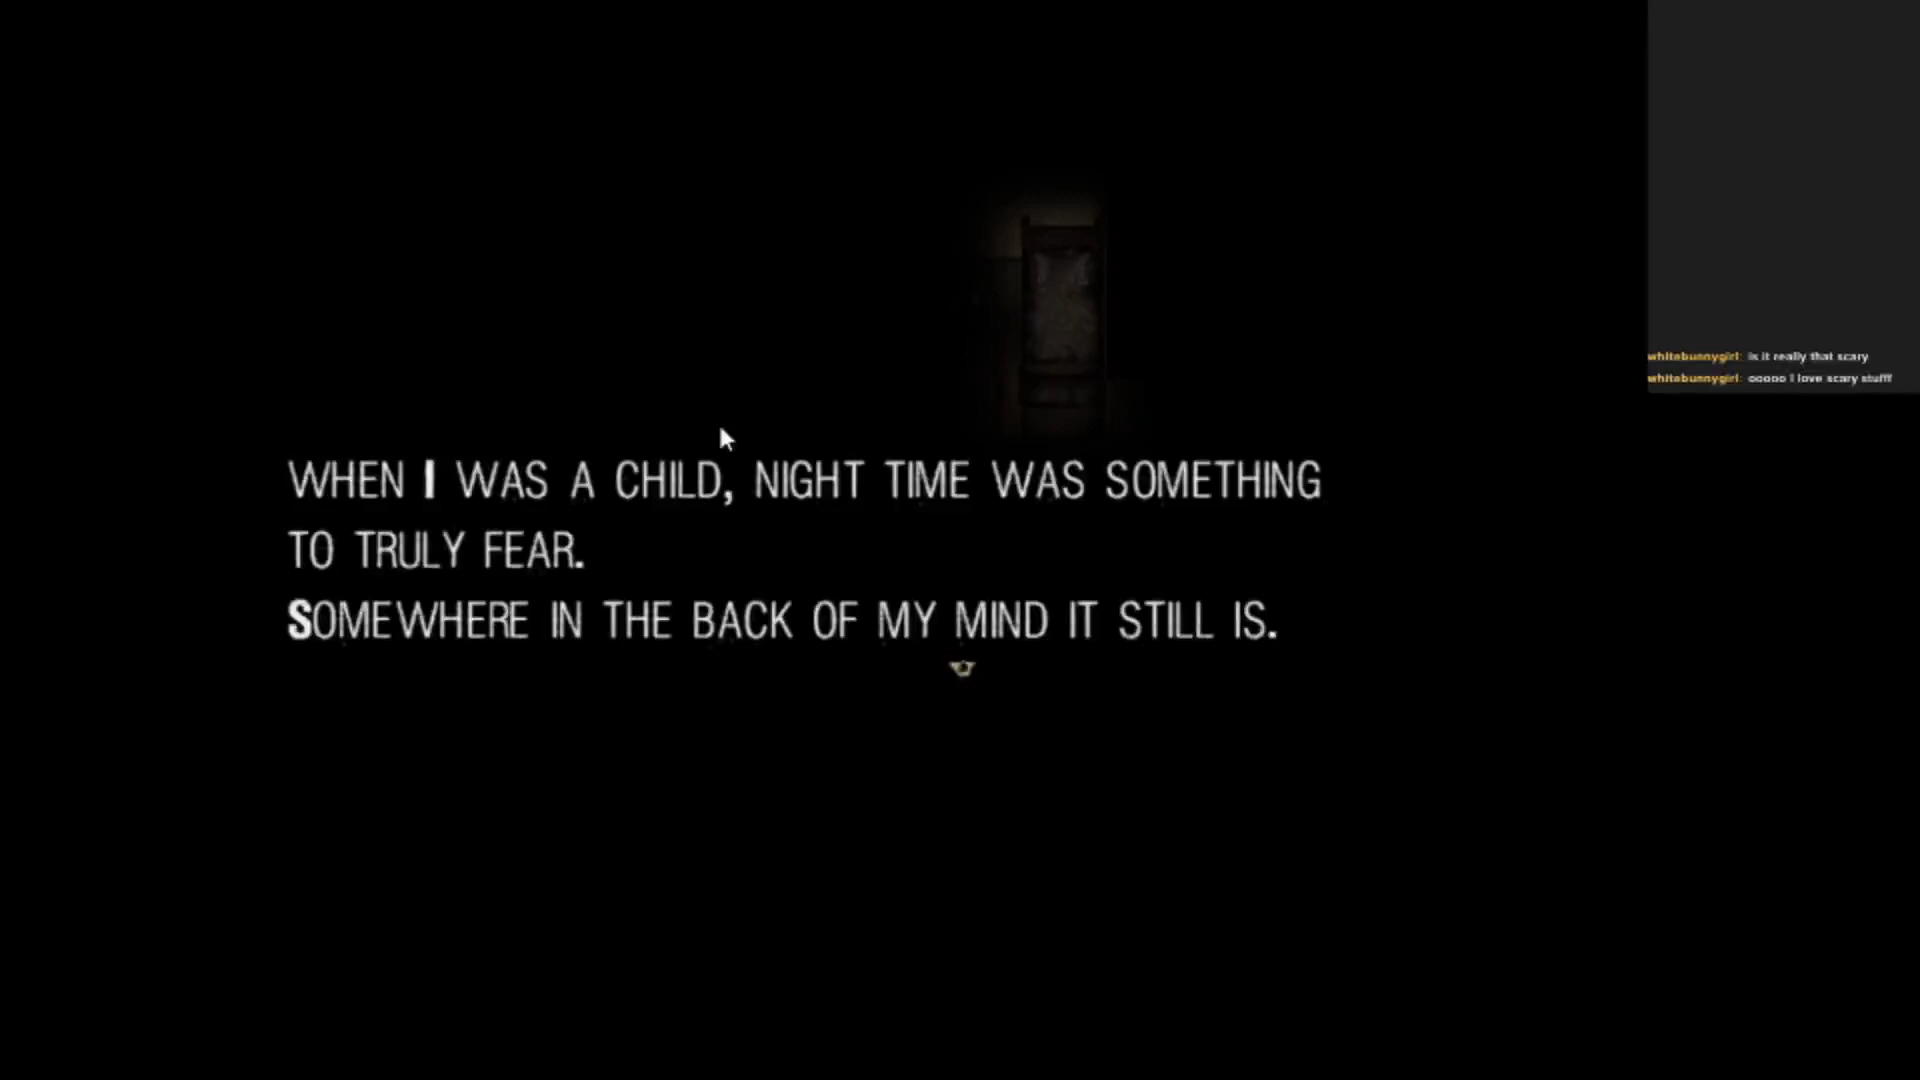 whitebunnygirl: is it really that scary
whitebunnygirl: ooooo I love scary stufff
WHEN I WAS A CHILD, NIGHT TIME WAS SOMETHING
TO TRULY FEAR.
SOMEWHERE IN THE BACK OF MY MIND IT STILL IS.